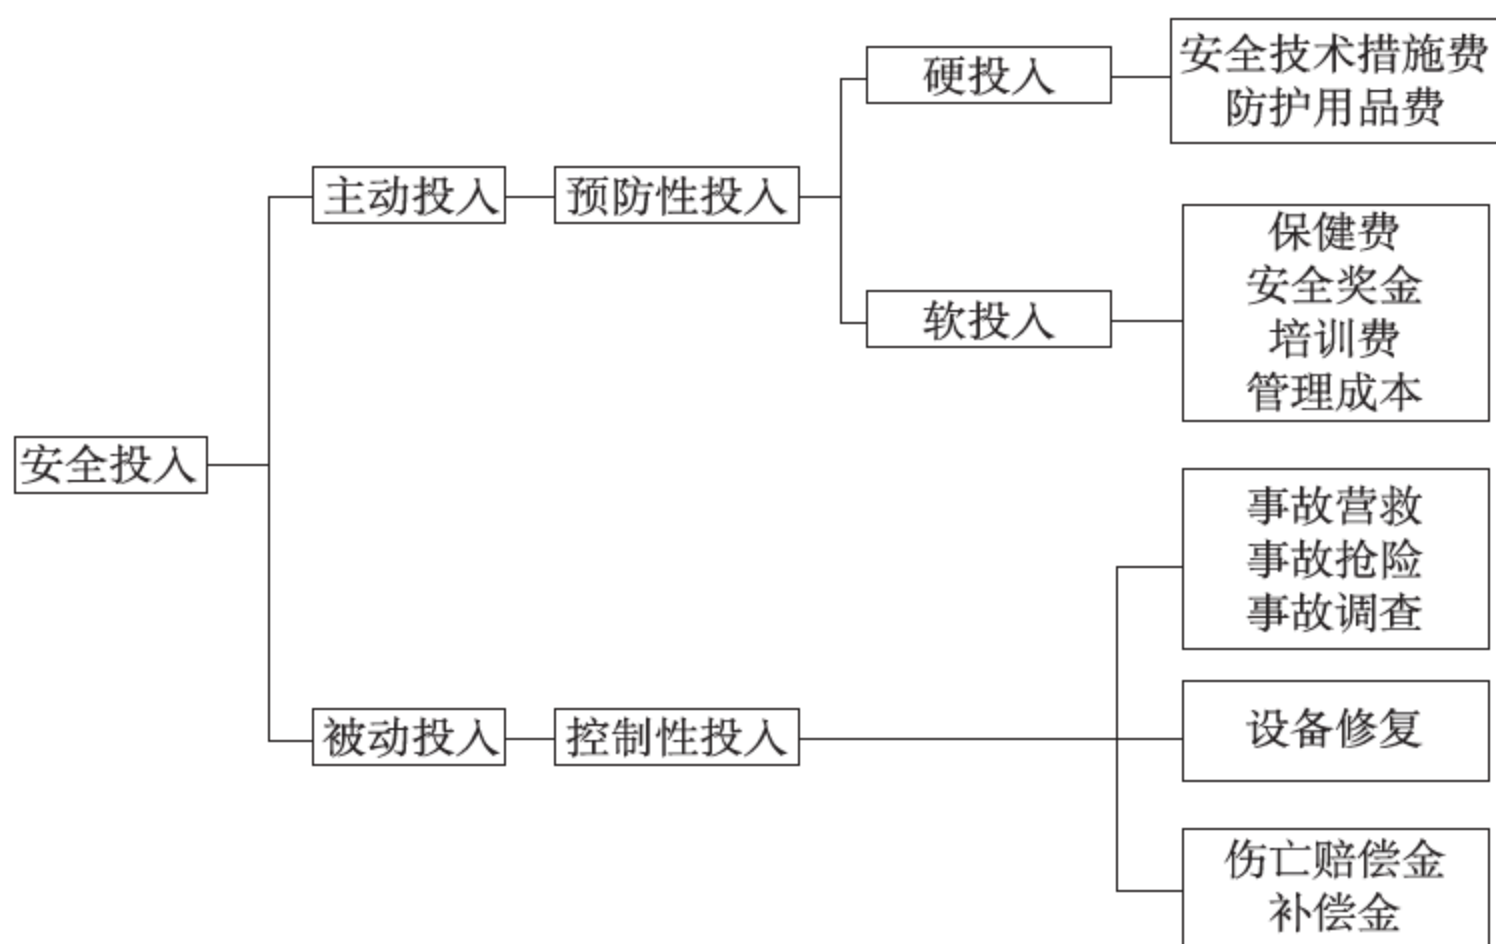 安全投入
主动投入
预防性投入
硬投入
安全技术措施费
防护用品费
软投入
保健费
安全奖金
培训费
管理成本
被动投入
控制性投入
事故营救
事故抢险
事故调查
设备修复
伤亡赔偿金
补偿金